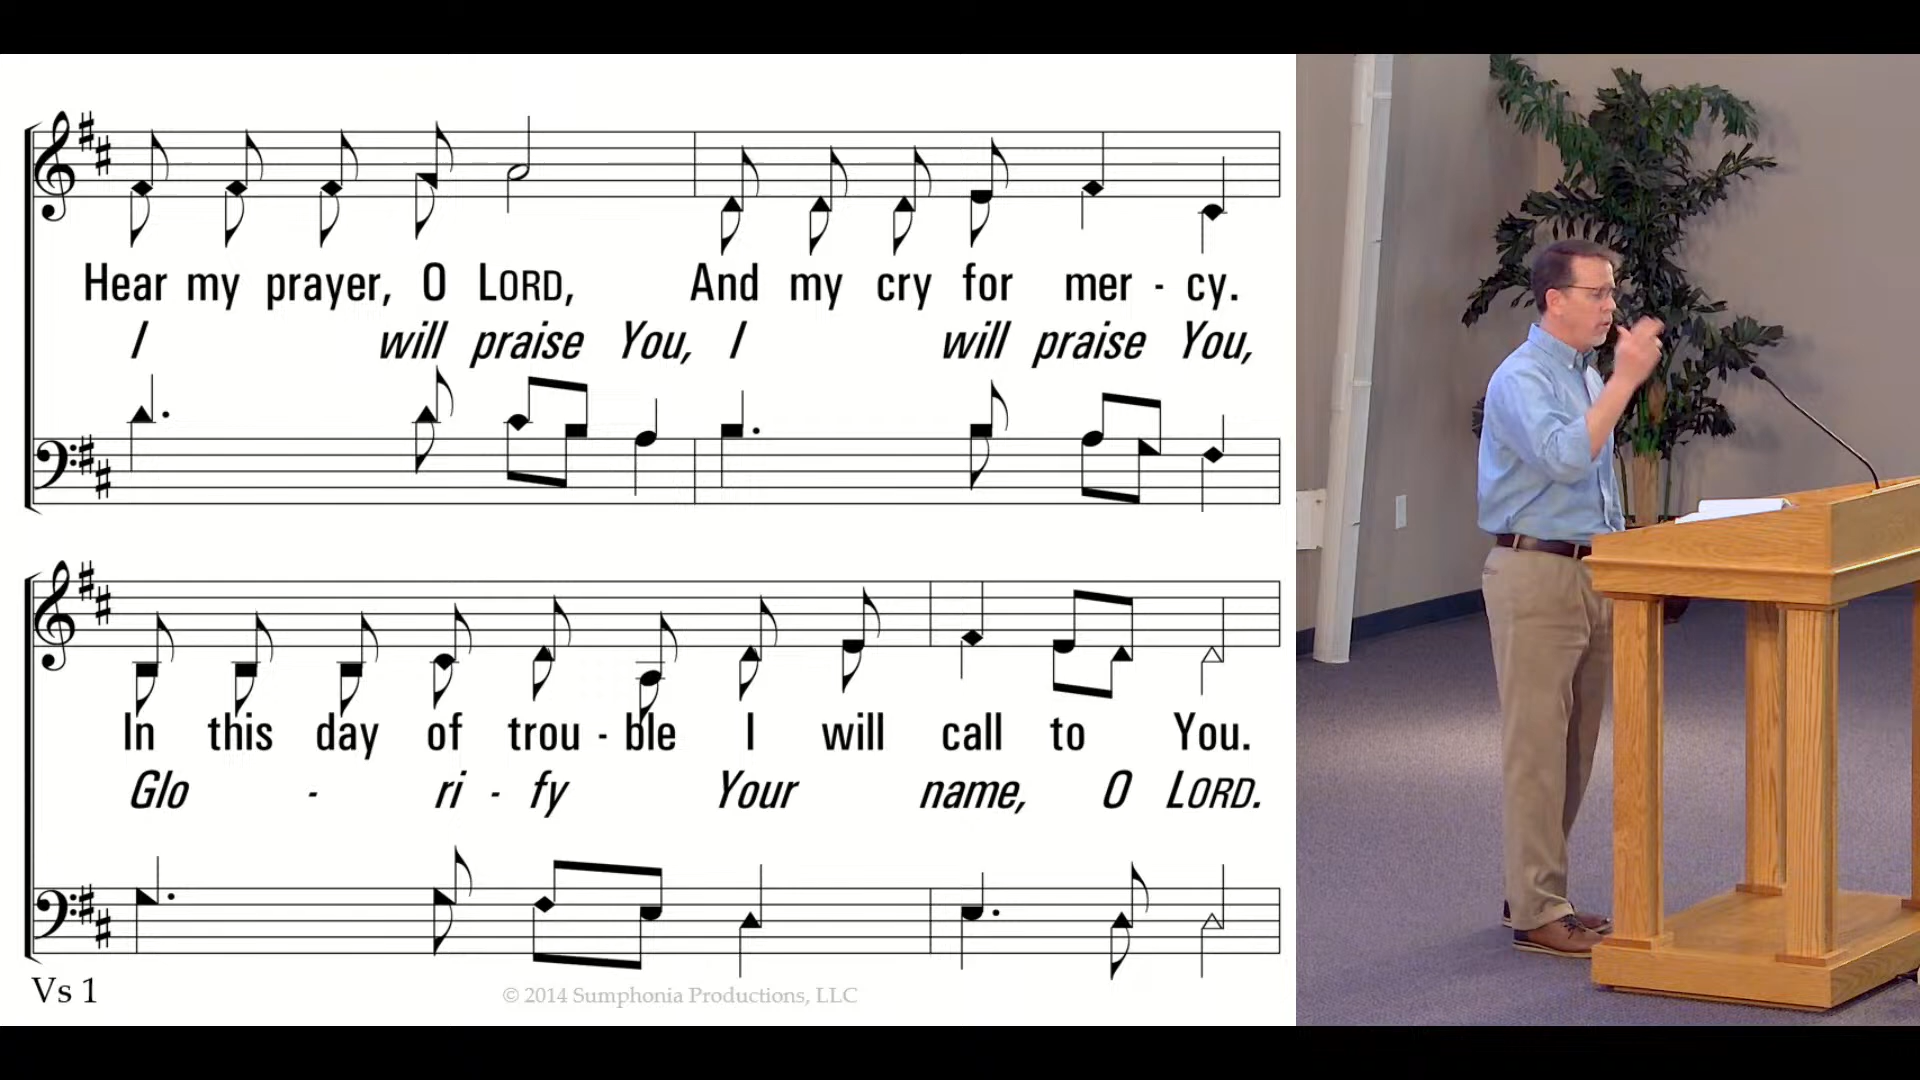 Hear my prayer, O LORD, And my cry for mer - cy.
I will praise You, I will praise You,
In this day of trou - ble I will call to You.
Glo - ri - fy Your name, O LORD.
Vs 1
© 2014 Sumphonia Productions, LLC